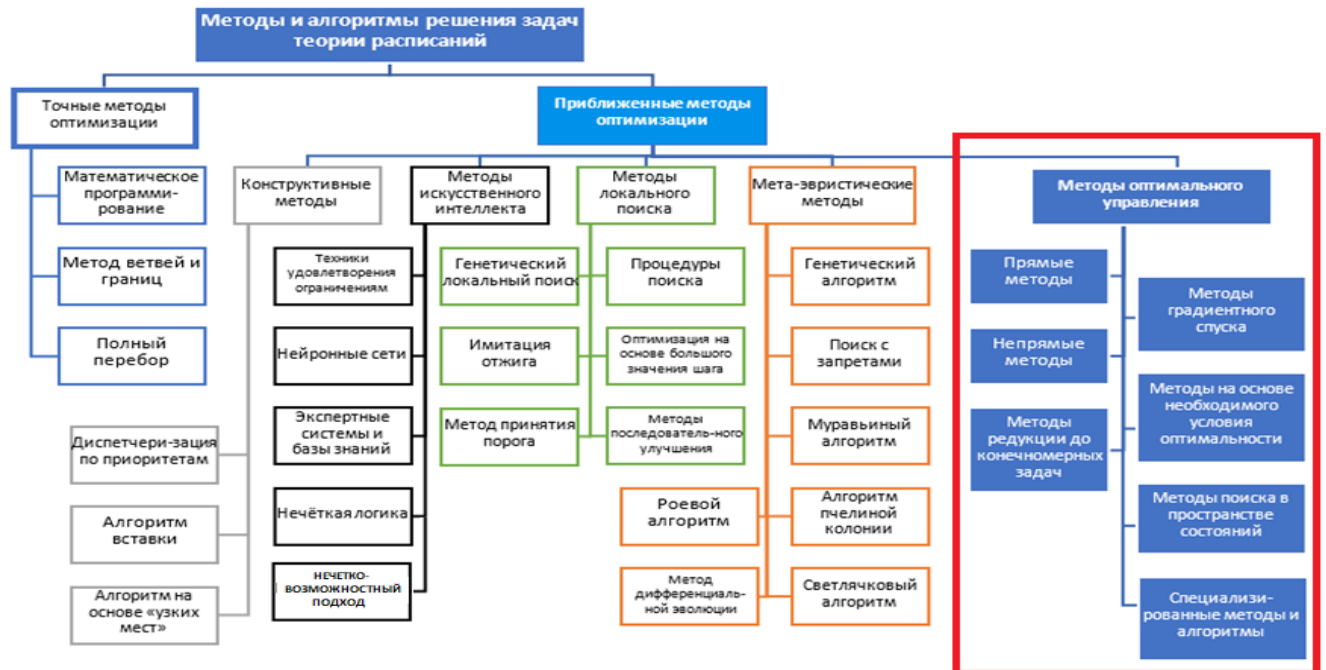 Методы и алгоритмы решения задач
теории расписаний
Точные методы
оптимизации
Приближенные методы
оптимизации
Математическое
программи-
рование
Метод ветвей и
границ
Полный
перебор
Конструктивные
методы
Диспетчери-зация
по приоритетам
Алгоритм
вставки
Алгоритм на
основе «узких
мест»
Методы
искусственного
интеллекта
Техники
удовлетворения
ограничениям
Нейронные сети
Экспертные
системы и
базы знаний
Нечёткая логика
НЕЧЕТКО-
ВОЗМОЖНОСТНЫЙ
ПОДХОД
Методы
локального
поиска
Генетический
локальный поиск
Процедуры
поиска
Имитация
отжига
Оптимизация на
основе большого
значения шага
Метод принятия
порога
Методы
последователь-ного
улучшения
Мета-эвристические
методы
Генетический
алгоритм
Поиск с
запретами
Муравьиный
алгоритм
Роевой
алгоритм
Алгоритм
пчелиной
колонии
Метод
дифференциаль-
ной эволюции
Светлячковый
алгоритм
Методы оптимального
управления
Прямые
методы
Методы
градиентного
спуска
Непрямые
методы
Методы на основе
необходимого
условия
оптимальности
Методы
редукции до
конечномерных
задач
Методы поиска в
пространстве
состояний
Специализи-
рованные методы и
алгоритмы